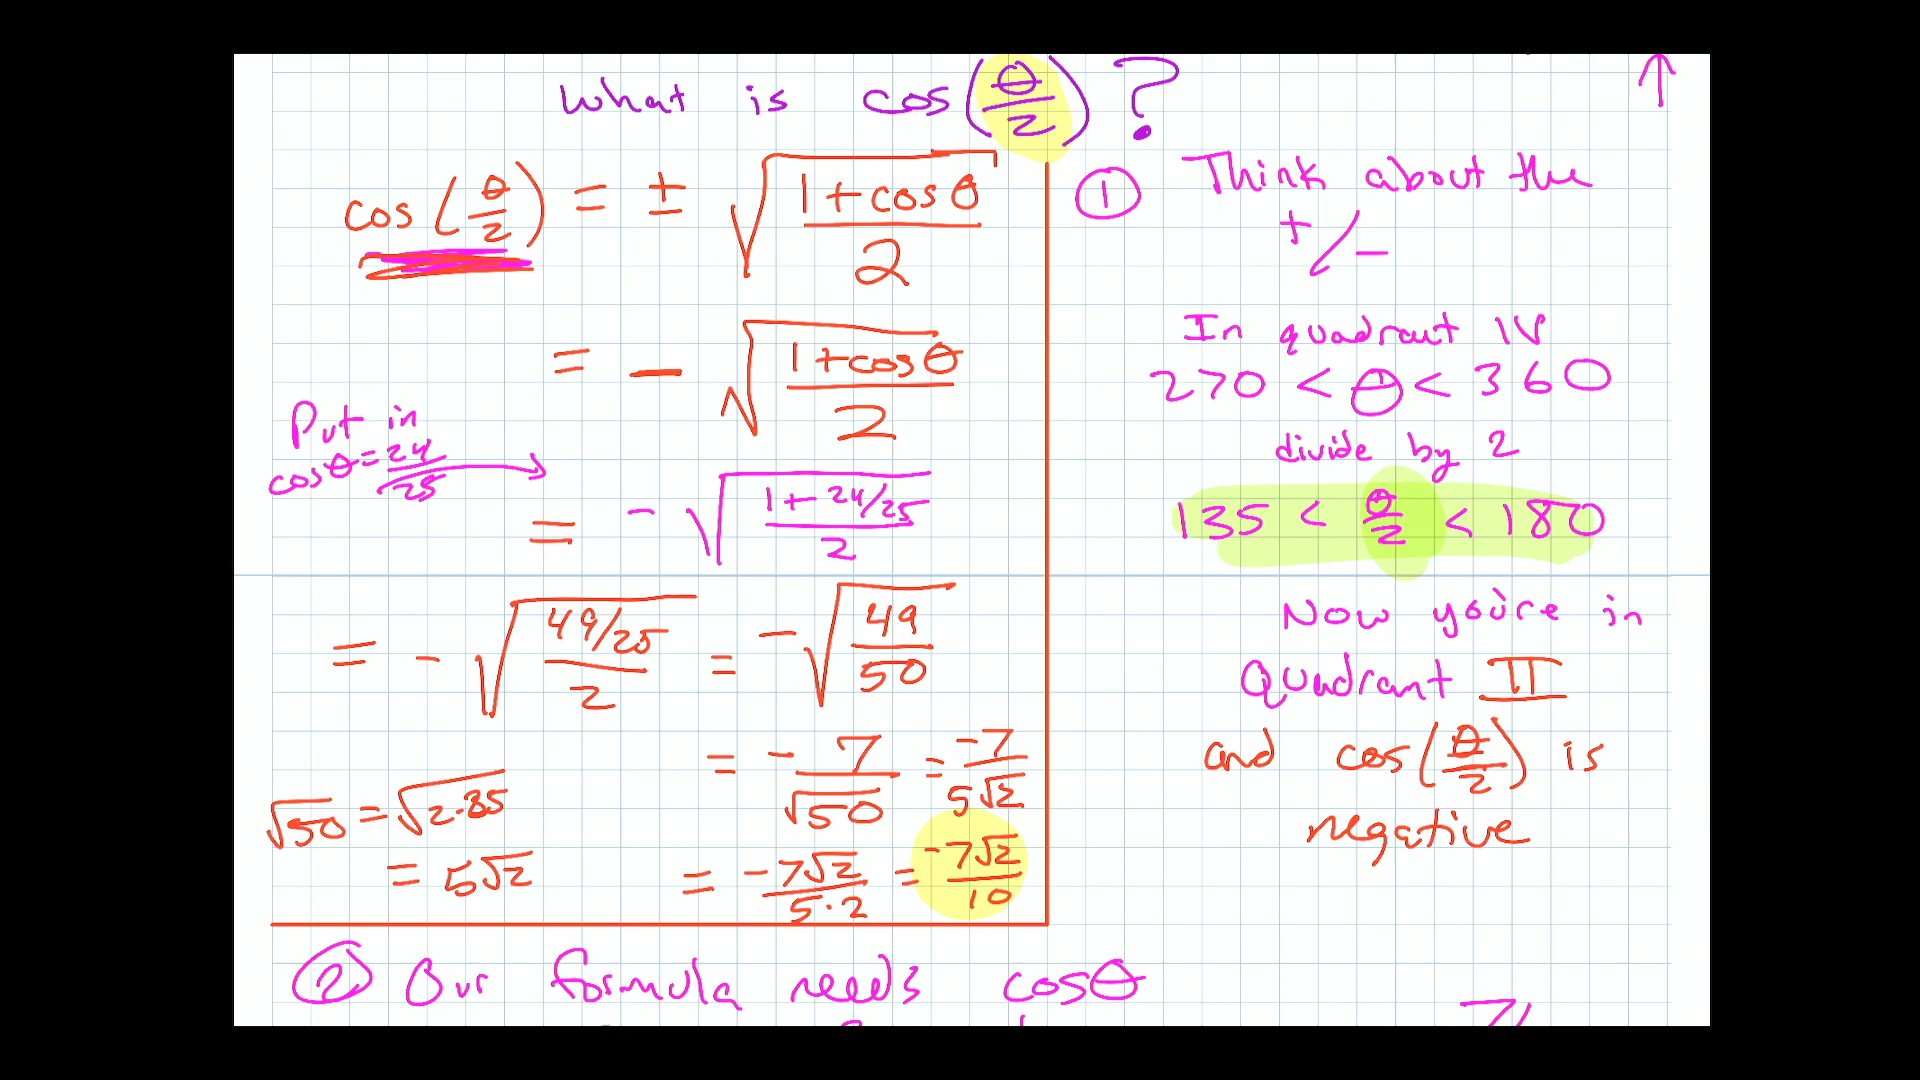 What is cos(θ/2)?
cos(θ/2) = ± √((1+cosθ)/2)
= - √((1+cosθ)/2)
Put in
cosθ = 24/25 →
= - √((1+24/25)/2)
= - √((49/25)/2) = - √(49/50)
= - 7/√50 = -7/(5√2)
√50 = √(2·25)
= 5√2
= -7√2/(5·2) = -7√2/10
① Think about the
+/-
In quadrant IV
270 < θ < 360
divide by 2
135 < θ/2 < 180
Now you're in
Quadrant II
and cos(θ/2) is
negative
② Our formula needs cosθ